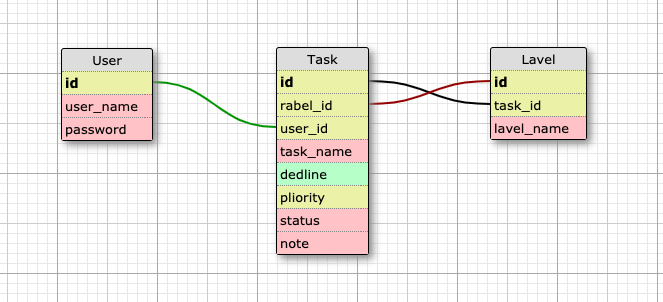 User
id
user_name
password
Task
id
rabel_id
user_id
task_name
dedline
pliority
status
note
Lavel
id
task_id
lavel_name